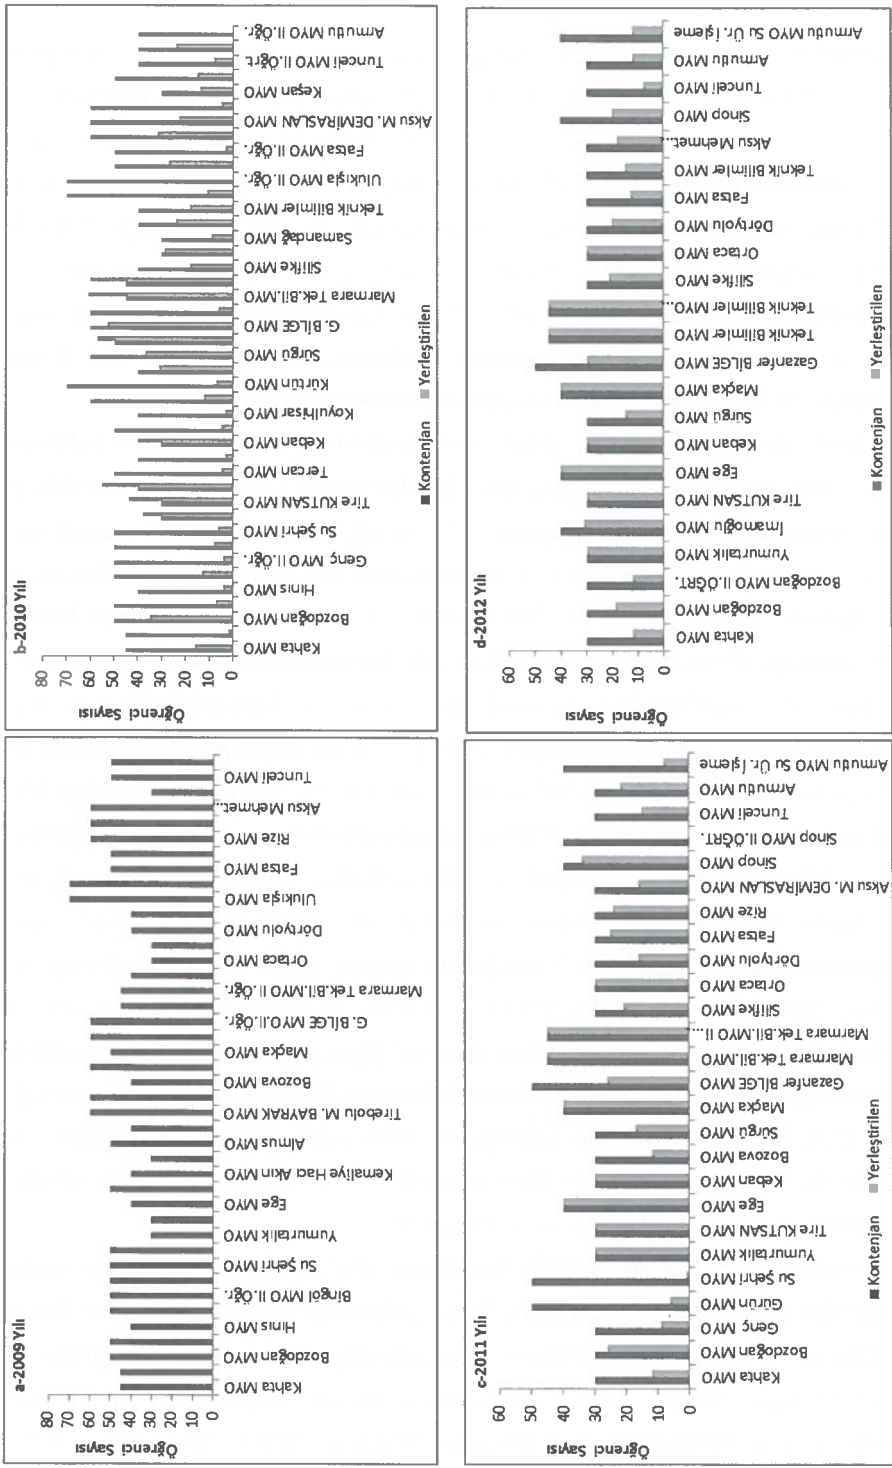 a-2009 Yılı
Öğrenci Sayısı
80
70
60
50
40
30
20
10
0
Kahta MYO
Bozdoğan MYO
Hınıs MYO
Bingöl MYO II.Öğr.
Su Şehri MYO
Yumurtalık MYO
Ege MYO
Kemaliye Hacı Akın MYO
Almus MYO
Tirebolu M. BAYRAK MYO
Bozova MYO
Maçka MYO
G. BİLGE MYO.II.Öğr.
Marmara Tek.Bil.MYO II.Öğr.
Ortaca MYO
Dörtyolu MYO
Ulukışla MYO
Fatsa MYO
Rize MYO
Aksu Mehmet...
Tunceli MYO
b-2010 Yılı
Öğrenci Sayısı
80
70
60
50
40
30
20
10
0
Kahta MYO
Bozdoğan MYO
Hınıs MYO
Genç MYO II.Öğr.
Su Şehri MYO
Tire KUTSAN MYO
Tercan MYO
Keban MYO
Koyulhisar MYO
Kürtün MYO
Sürgü MYO
G. BİLGE MYO
Marmara Tek.Bil.MYO
Silifke MYO
Samandağ MYO
Teknik Bilimler MYO
Ulukışla MYO II.Öğr.
Fatsa MYO II.Öğr.
Aksu M. DEMİRASLAN MYO
Keşan MYO
Tunceli MYO II.Öğrt.
Armutlu MYO II.Öğr.
Kontenjan
Yerleştirilen
c-2011 Yılı
Öğrenci Sayısı
60
50
40
30
20
10
0
Kahta MYO
Bozdoğan MYO
Genç MYO
Gürün MYO
Su Şehri MYO
Yumurtalık MYO
Tire KUTSAN MYO
Ege MYO
Keban MYO
Bozova MYO
Sürgü MYO
Maçka MYO
Gazanfer BİLGE MYO
Marmara Tek.Bil.MYO
Marmara Tek.Bil.MYO II...
Silifke MYO
Ortaca MYO
Dörtyolu MYO
Fatsa MYO
Rize MYO
Aksu M. DEMİRASLAN MYO
Sinop MYO
Sinop MYO II.ÖĞRT.
Tunceli MYO
Armutlu MYO
Armutlu MYO Su Ür. İşleme
Kontenjan
Yerleştirilen
d-2012 Yılı
Öğrenci Sayısı
60
50
40
30
20
10
0
Kahta MYO
Bozdoğan MYO
Bozdoğan MYO II.ÖĞRT.
Yumurtalık MYO
İmamoğlu MYO
Tire KUTSAN MYO
Ege MYO
Keban MYO
Sürgü MYO
Maçka MYO
Gazanfer BİLGE MYO
Teknik Bilimler MYO
Teknik Bilimler MYO...
Silifke MYO
Ortaca MYO
Dörtyolu MYO
Fatsa MYO
Teknik Bilimler MYO
Aksu Mehmet...
Sinop MYO
Tunceli MYO
Armutlu MYO
Armutlu MYO Su Ür. İşleme
Kontenjan
Yerleştirilen